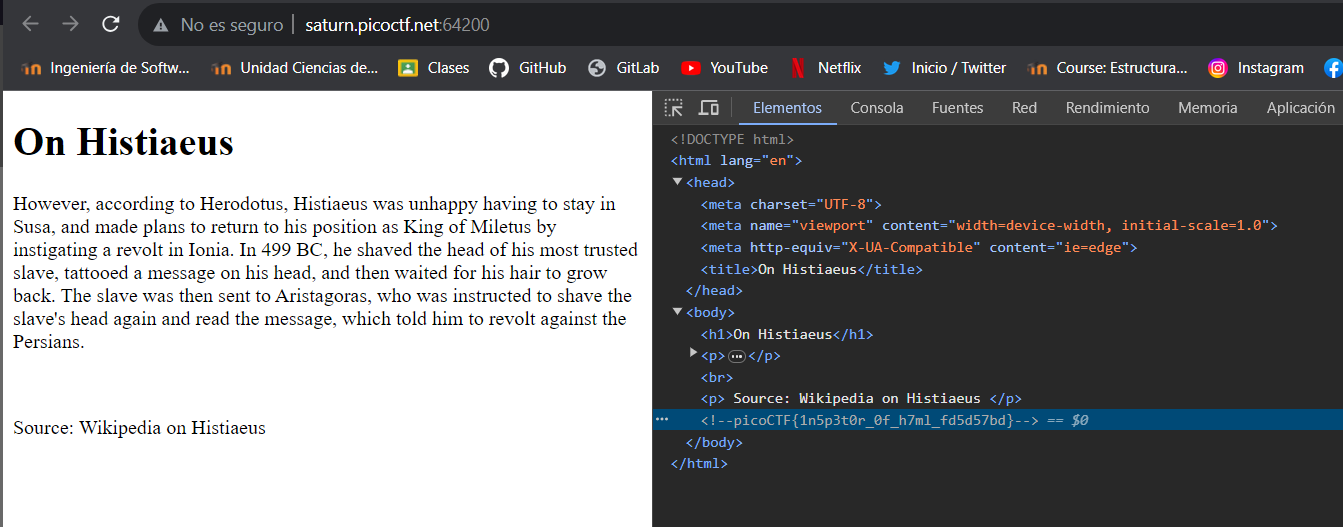 No es seguro | saturn.picoctf.net:64200
Ingeniería de Softw... Unidad Ciencias de... Clases GitHub GitLab YouTube Netflix Inicio / Twitter Course: Estructura... Instagram
On Histiaeus
However, according to Herodotus, Histiaeus was unhappy having to stay in
Susa, and made plans to return to his position as King of Miletus by
instigating a revolt in Ionia. In 499 BC, he shaved the head of his most trusted
slave, tattooed a message on his head, and then waited for his hair to grow
back. The slave was then sent to Aristagoras, who was instructed to shave the
slave's head again and read the message, which told him to revolt against the
Persians.
Source: Wikipedia on Histiaeus
Elementos Consola Fuentes Red Rendimiento Memoria Aplicación
<!DOCTYPE html>
<html lang="en">
<head>
<meta charset="UTF-8">
<meta name="viewport" content="width=device-width, initial-scale=1.0">
<meta http-equiv="X-UA-Compatible" content="ie=edge">
<title>On Histiaeus</title>
</head>
<body>
<h1>On Histiaeus</h1>
<p>...</p>
<br>
<p> Source: Wikipedia on Histiaeus </p>
<!--picoCTF{1n5p3t0r_0f_h7ml_fd5d57bd}--> == $0
</body>
</html>